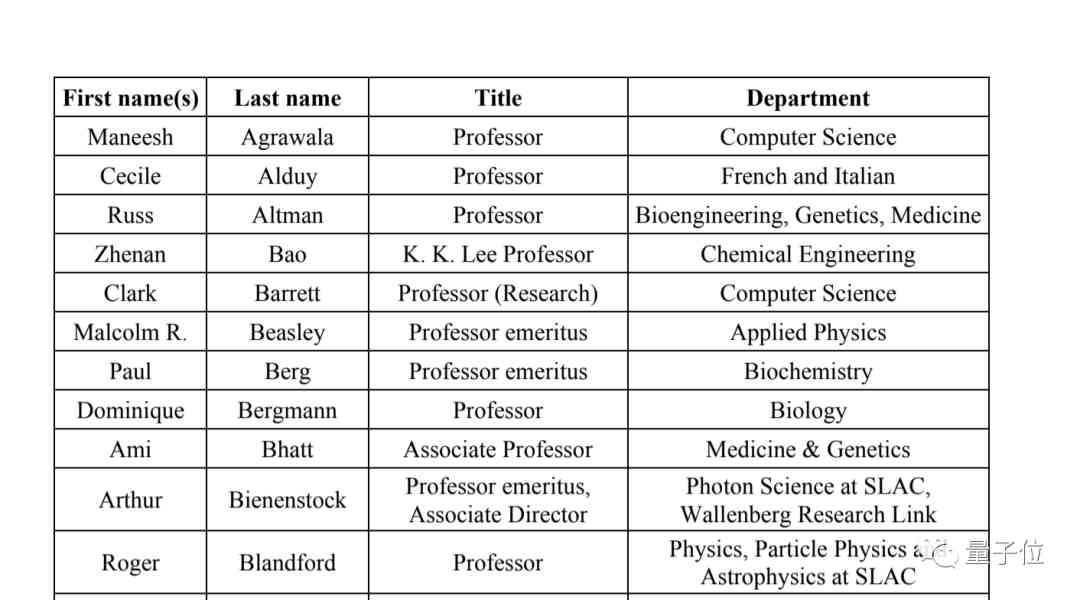 First name(s) Last name Title Department
Maneesh Agrawala Professor Computer Science
Cecile Alduy Professor French and Italian
Russ Altman Professor Bioengineering, Genetics, Medicine
Zhenan Bao K. K. Lee Professor Chemical Engineering
Clark Barrett Professor (Research) Computer Science
Malcolm R. Beasley Professor emeritus Applied Physics
Paul Berg Professor emeritus Biochemistry
Dominique Bergmann Professor Biology
Ami Bhatt Associate Professor Medicine & Genetics
Arthur Bienenstock Professor emeritus, Photon Science at SLAC,
Associate Director Wallenberg Research Link
Roger Blandford Professor Physics, Particle Physics
Astrophysics at SLAC
量子位